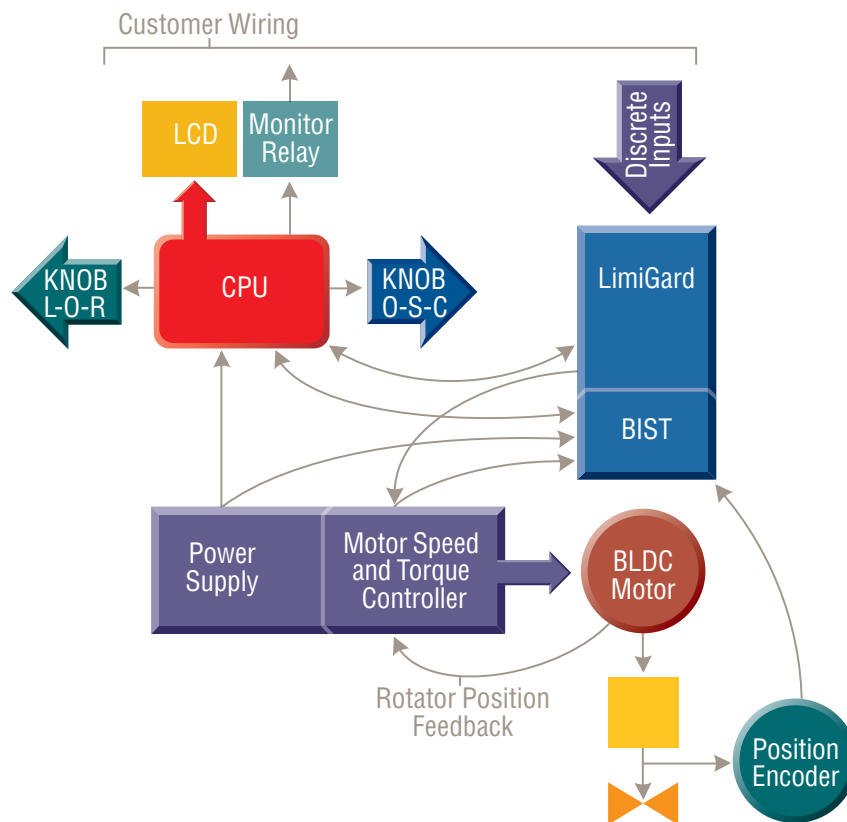 Customer Wiring
LCD
Monitor
Relay
Discrete
Inputs
KNOB
L-O-R
CPU
KNOB
O-S-C
LimiGard
BIST
Power
Supply
Motor Speed
and Torque
Controller
BLDC
Motor
Rotator Position
Feedback
Position
Encoder